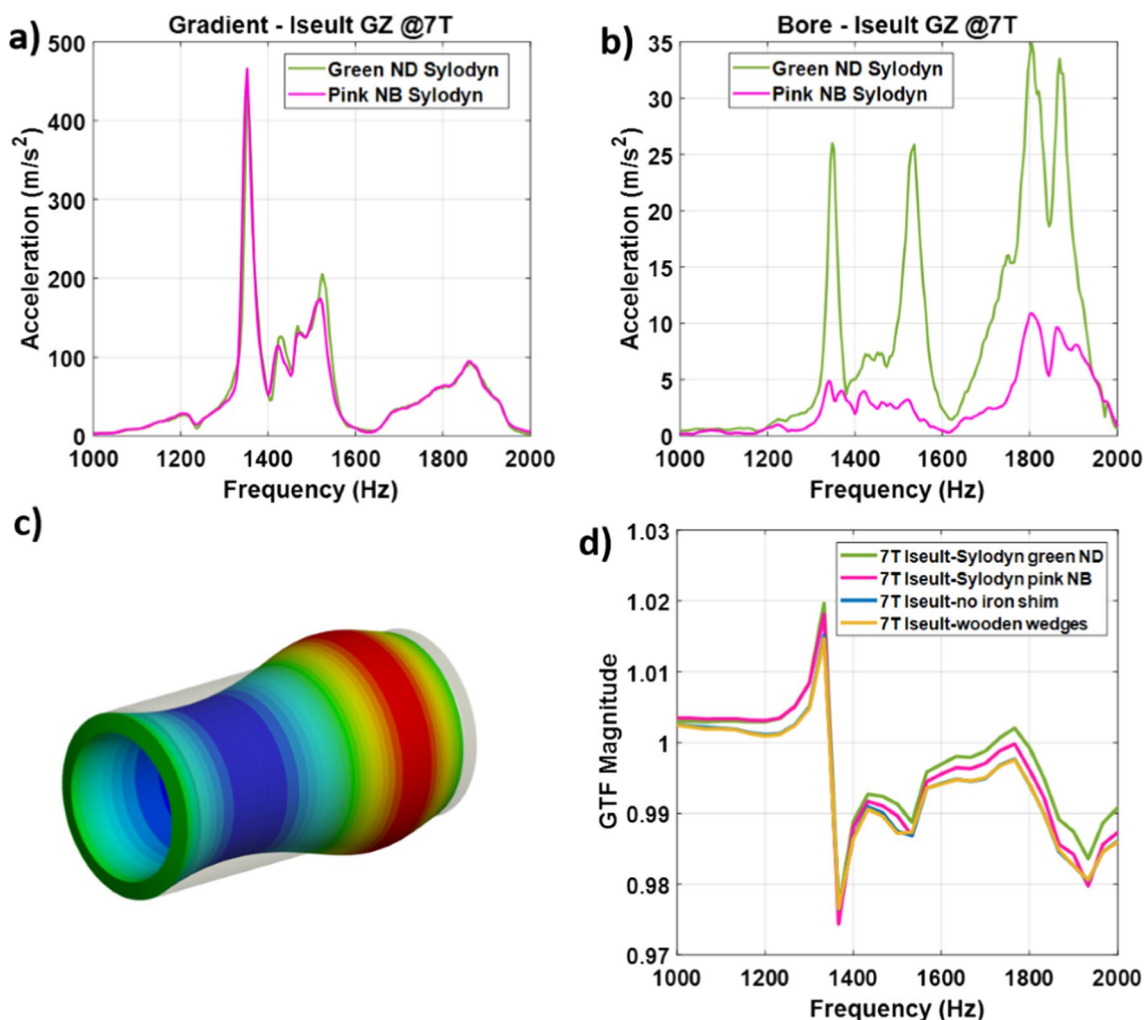 a)
Gradient - Iseult GZ @7T
500
400
300
200
100
0
Acceleration (m/s²)
Green ND Sylodyn
Pink NB Sylodyn
1000 1200 1400 1600 1800 2000
Frequency (Hz)
b)
Bore - Iseult GZ @7T
35
30
25
20
15
10
5
0
Acceleration (m/s²)
Green ND Sylodyn
Pink NB Sylodyn
1000 1200 1400 1600 1800 2000
Frequency (Hz)
c)
d)
1.03
1.02
1.01
1
0.99
0.98
0.97
GTF Magnitude
7T Iseult-Sylodyn green ND
7T Iseult-Sylodyn pink NB
7T Iseult-no iron shim
7T Iseult-wooden wedges
1000 1200 1400 1600 1800 2000
Frequency (Hz)